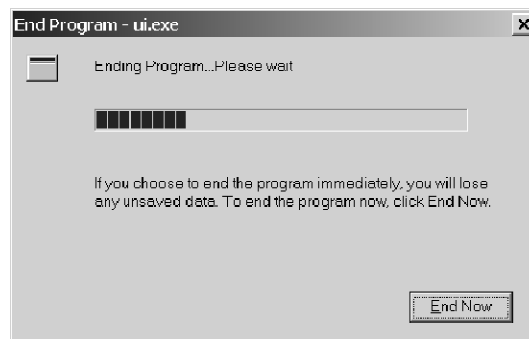 End Program - ui.exe
Ending Program...Please wait
If you choose to end the program immediately, you will lose
any unsaved data. To end the program now, click End Now.
End Now